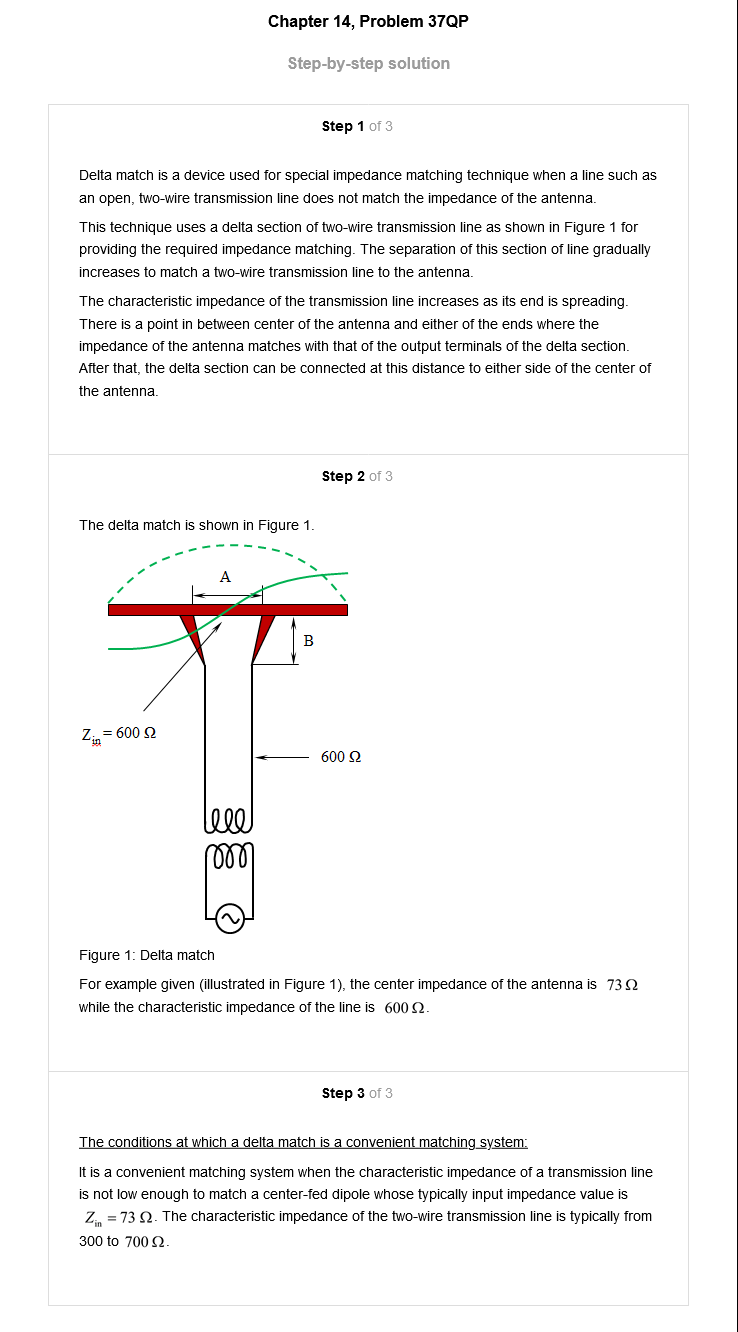 Chapter 14, Problem 37QP
Step-by-step solution
Step 1 of 3
Delta match is a device used for special impedance matching technique when a line such as
an open, two-wire transmission line does not match the impedance of the antenna.
This technique uses a delta section of two-wire transmission line as shown in Figure 1 for
providing the required impedance matching. The separation of this section of line gradually
increases to match a two-wire transmission line to the antenna.
The characteristic impedance of the transmission line increases as its end is spreading.
There is a point in between center of the antenna and either of the ends where the
impedance of the antenna matches with that of the output terminals of the delta section.
After that, the delta section can be connected at this distance to either side of the center of
the antenna.
Step 2 of 3
The delta match is shown in Figure 1.
A
B
Zin = 600 Ω
600 Ω
Figure 1: Delta match
For example given (illustrated in Figure 1), the center impedance of the antenna is 73 Ω
while the characteristic impedance of the line is 600 Ω.
Step 3 of 3
The conditions at which a delta match is a convenient matching system:
It is a convenient matching system when the characteristic impedance of a transmission line
is not low enough to match a center-fed dipole whose typically input impedance value is
Zin = 73 Ω. The characteristic impedance of the two-wire transmission line is typically from
300 to 700 Ω.